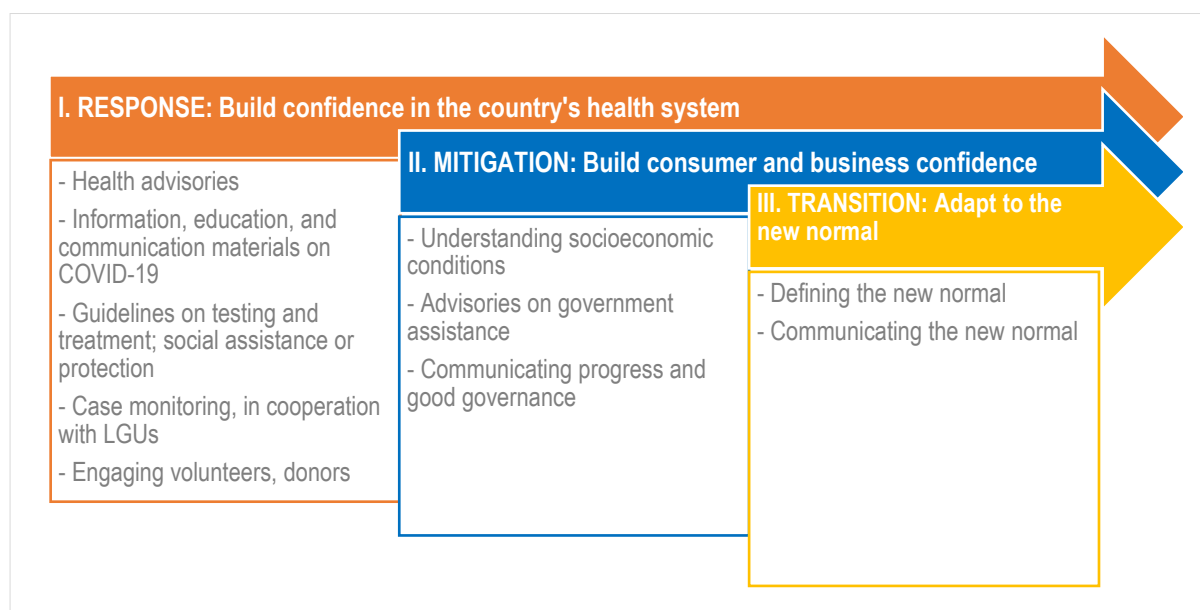 I. RESPONSE: Build confidence in the country's health system
- Health advisories
- Information, education, and
communication materials on
COVID-19
- Guidelines on testing and
treatment; social assistance or
protection
- Case monitoring, in cooperation
with LGUs
- Engaging volunteers, donors
II. MITIGATION: Build consumer and business confidence
- Understanding socioeconomic
conditions
- Advisories on government
assistance
- Communicating progress and
good governance
III. TRANSITION: Adapt to the
new normal
- Defining the new normal
- Communicating the new normal